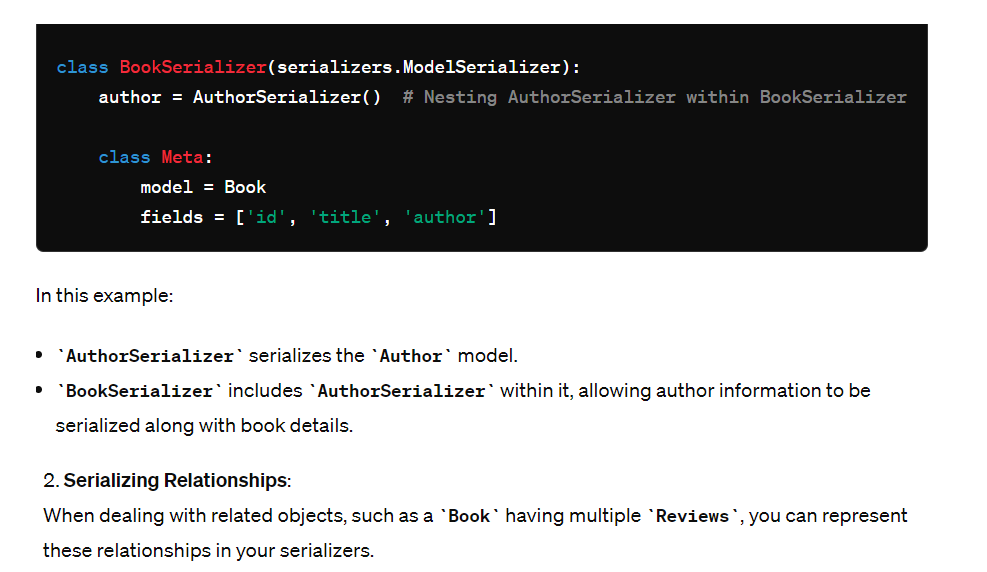 class BookSerializer(serializers.ModelSerializer):
    author = AuthorSerializer()  # Nesting AuthorSerializer within BookSerializer
    class Meta:
        model = Book
        fields = ['id', 'title', 'author']
In this example:
• `AuthorSerializer` serializes the `Author` model.
• `BookSerializer` includes `AuthorSerializer` within it, allowing author information to be
serialized along with book details.
2. Serializing Relationships:
When dealing with related objects, such as a `Book` having multiple `Reviews`, you can represent
these relationships in your serializers.